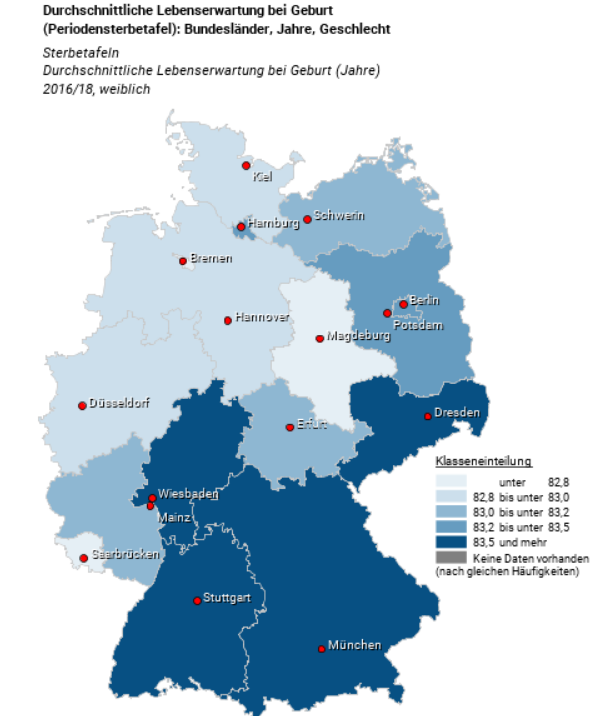 Durchschnittliche Lebenserwartung bei Geburt
(Periodensterbetafel): Bundesländer, Jahre, Geschlecht
Sterbetafeln
Durchschnittliche Lebenserwartung bei Geburt (Jahre)
2016/18, weiblich
Kiel
Schwerin
Hamburg
Bremen
Berlin
Hannover
Potsdam
Magdeburg
Düsseldorf
Dresden
Erfurt
Wiesbaden
Mainz
Saarbrücken
Stuttgart
München
Klasseneinteilung
unter 82,8
82,8 bis unter 83,0
83,0 bis unter 83,2
83,2 bis unter 83,5
83,5 und mehr
Keine Daten vorhanden
(nach gleichen Häufigkeiten)